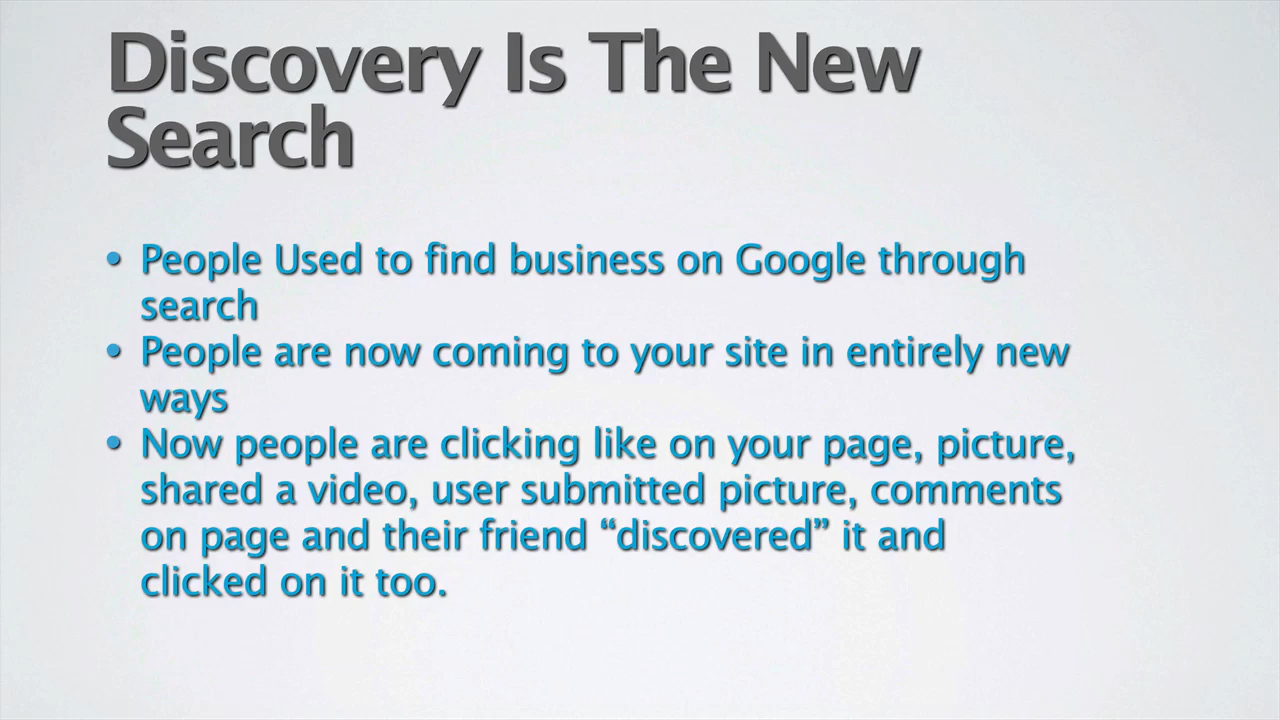 Discovery Is The New
Search
• People Used to find business on Google through
search
• People are now coming to your site in entirely new
ways
• Now people are clicking like on your page, picture,
shared a video, user submitted picture, comments
on page and their friend “discovered” it and
clicked on it too.